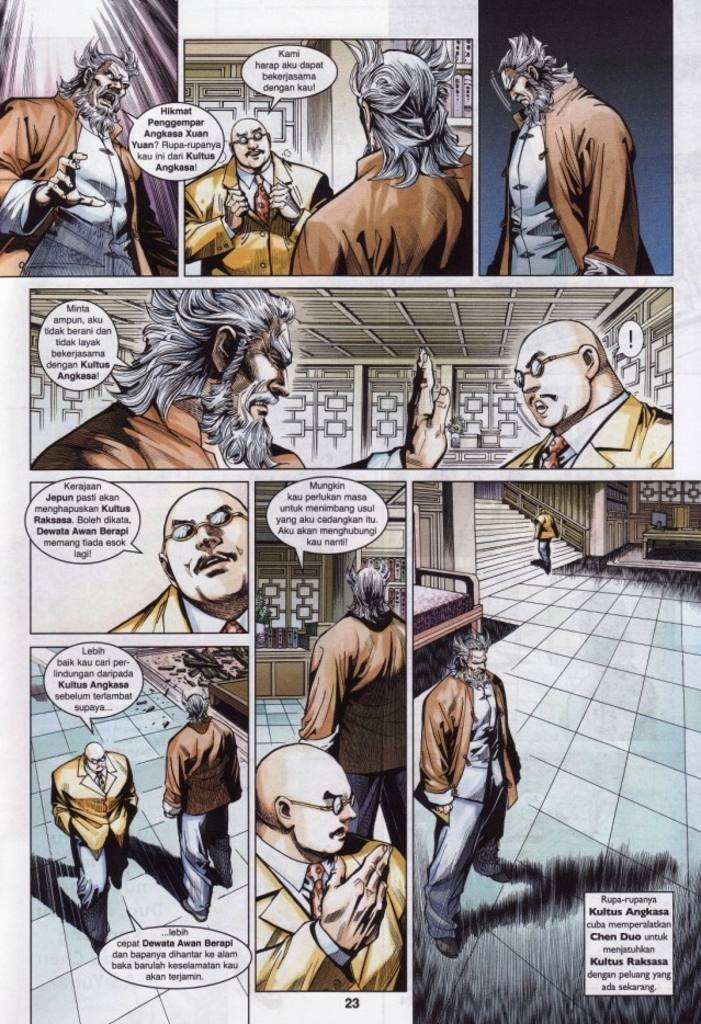 Hikmat
Penggempar
Angkasa Xuan
Yuan? Rupa-rupanya
kau ini dari Kultus
Angkasa!
Kami
harap aku dapat
bekerjasama
dengan kau!
Minta
ampun, aku
tidak berani dan
tidak layak
bekerjasama
dengan Kultus
Angkasa!
!
Kerajaan
Jepun pasti akan
menghapuskan Kultus
Raksasa. Boleh dikata,
Dewata Awan Berapi
memang tiada esok
lagi!
Lebih
baik kau cari per-
lindungan daripada
Kultus Angkasa
sebelum terlambat
supaya...
...lebih
cepat Dewata Awan Berapi
dan bapanya dihantar ke alam
baka barulah keselamatan kau
akan terjamin.
Mungkin
kau perlukan masa
untuk menimbang usul
yang aku cadangkan itu.
Aku akan menghubungi
kau nanti!
Rupa-rupanya
Kultus Angkasa
cuba memperalatkan
Chen Duo untuk
menjatuhkan
Kultus Raksasa
dengan peluang yang
ada sekarang.
23